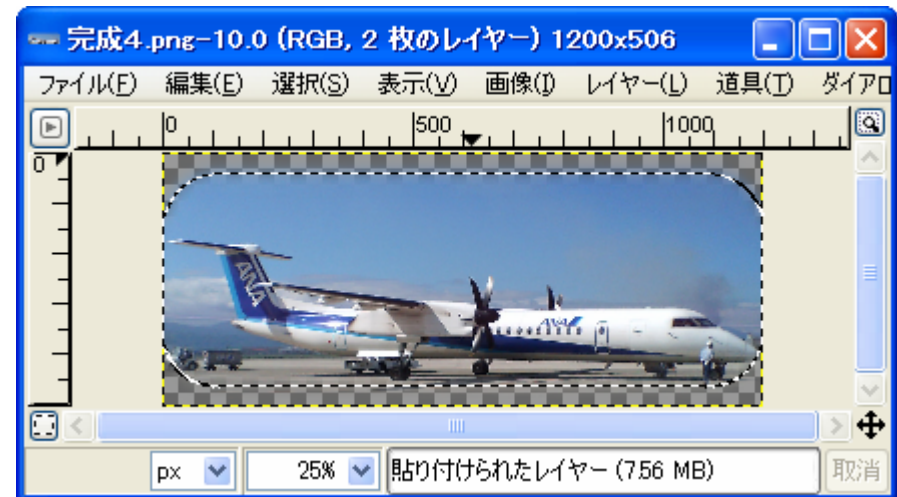 完成4.png-10.0 (RGB, 2 枚のレイヤー) 1200x506
ファイル(F) 編集(E) 選択(S) 表示(V) 画像(I) レイヤー(L) 道具(T) ダイアロ
0 500 1000
0
ANA
ANA
px 25% 貼り付けられたレイヤー (7.56 MB) 取消